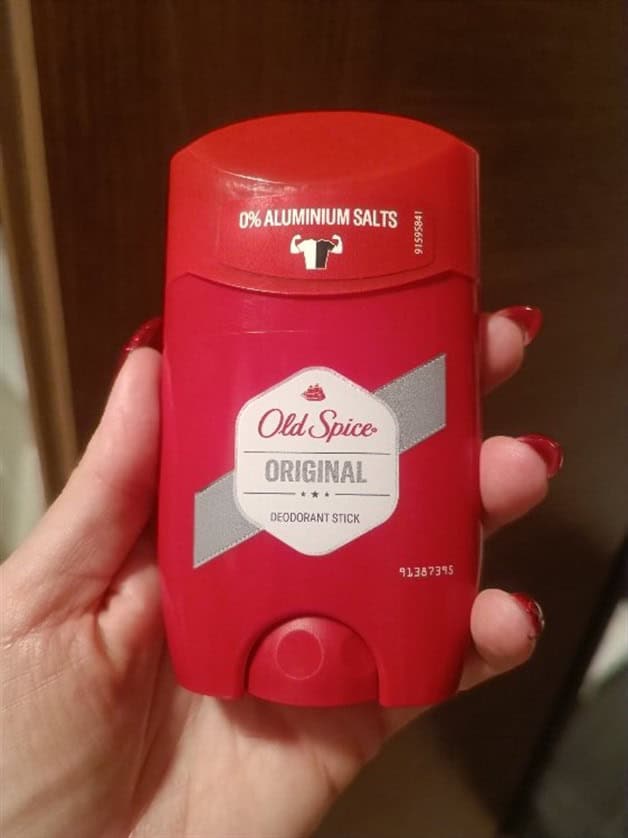 0% ALUMINIUM SALTS
91595841
Old Spice
ORIGINAL
DEODORANT STICK
91387395